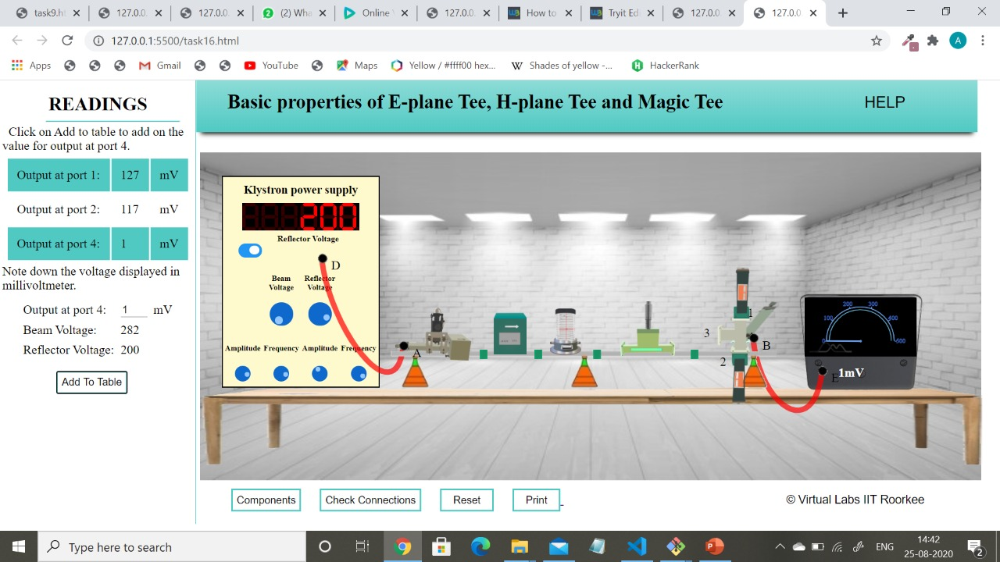 task9.h
127.0.0.
127.0.0.
(2) Wha
Online
127.0.0.
How to
Tryit Ed
127.0.0
127.0.0
127.0.0.1:5500/task16.html
A
Apps
Gmail
YouTube
Maps
Yellow / #ffff00 hex...
W Shades of yellow -...
HackerRank
READINGS
Click on Add to table to add on the
value for output at port 4.
Output at port 1: 127 mV
Output at port 2: 117 mV
Output at port 4: 1 mV
Note down the voltage displayed in
millivoltmeter.
Output at port 4: 1 mV
Beam Voltage: 282
Reflector Voltage: 200
Add To Table
Basic properties of E-plane Tee, H-plane Tee and Magic Tee
HELP
Klystron power supply
200
Reflector Voltage
D
Beam Voltage
Reflector Voltage
Amplitude Frequency Amplitude Frequency
A
1
3
B
2
0 100 200 300 400 500
E
1mV
Components
Check Connections
Reset
Print
© Virtual Labs IIT Roorkee
Type here to search
ENG
14:42
25-08-2020
2